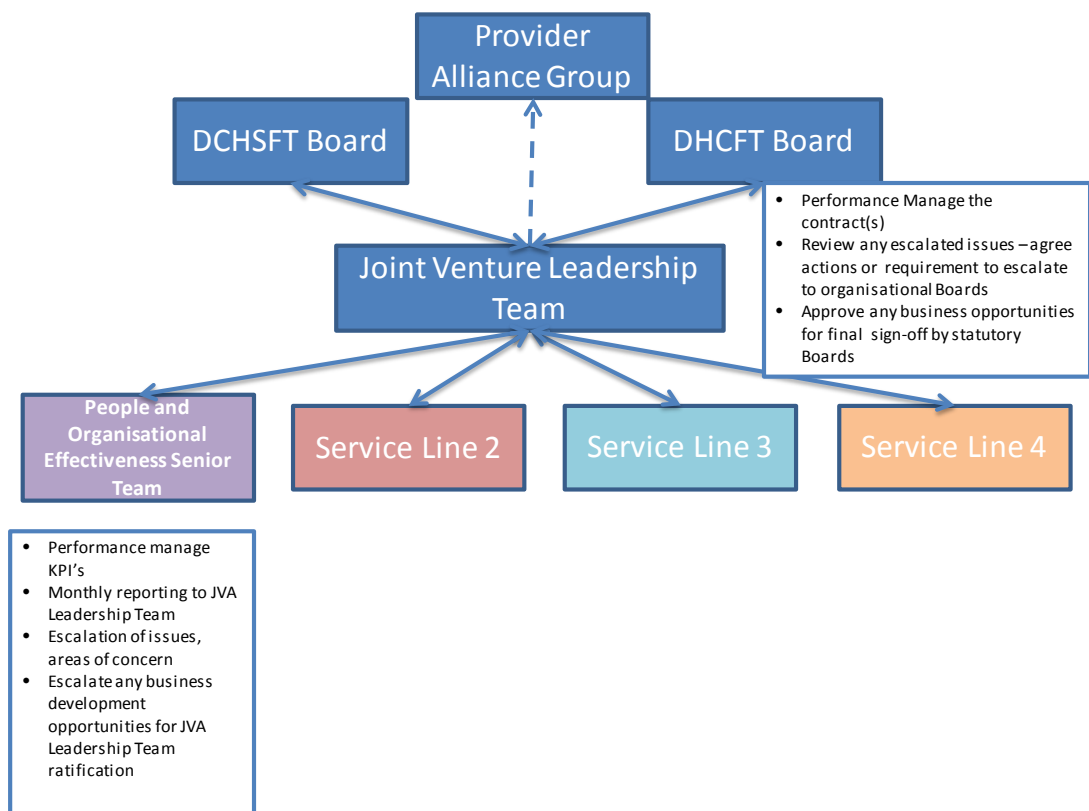 Provider
Alliance Group
DCHSFT Board
DHCFT Board
• Performance Manage the
contract(s)
• Review any escalated issues – agree
actions or requirement to escalate
to organisational Boards
• Approve any business opportunities
for final sign-off by statutory
Boards
Joint Venture Leadership
Team
People and
Organisational
Effectiveness Senior
Team
Service Line 2
Service Line 3
Service Line 4
• Performance manage
KPI's
• Monthly reporting to JVA
Leadership Team
• Escalation of issues,
areas of concern
• Escalate any business
development
opportunities for JVA
Leadership Team
ratification